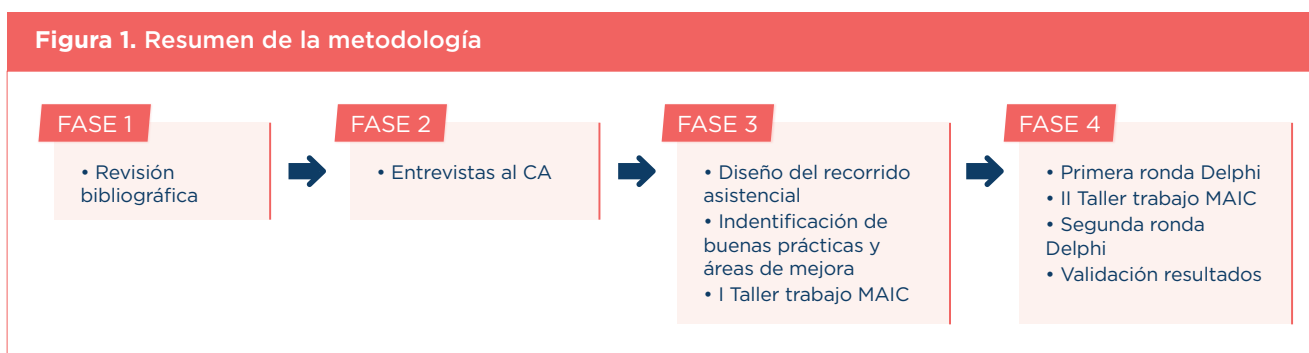 Figura 1. Resumen de la metodología
FASE 1
• Revisión
bibliográfica
FASE 2
• Entrevistas al CA
FASE 3
• Diseño del recorrido
asistencial
• Indentificación de
buenas prácticas y
áreas de mejora
• I Taller trabajo MAIC
FASE 4
• Primera ronda Delphi
• II Taller trabajo MAIC
• Segunda ronda
Delphi
• Validación resultados